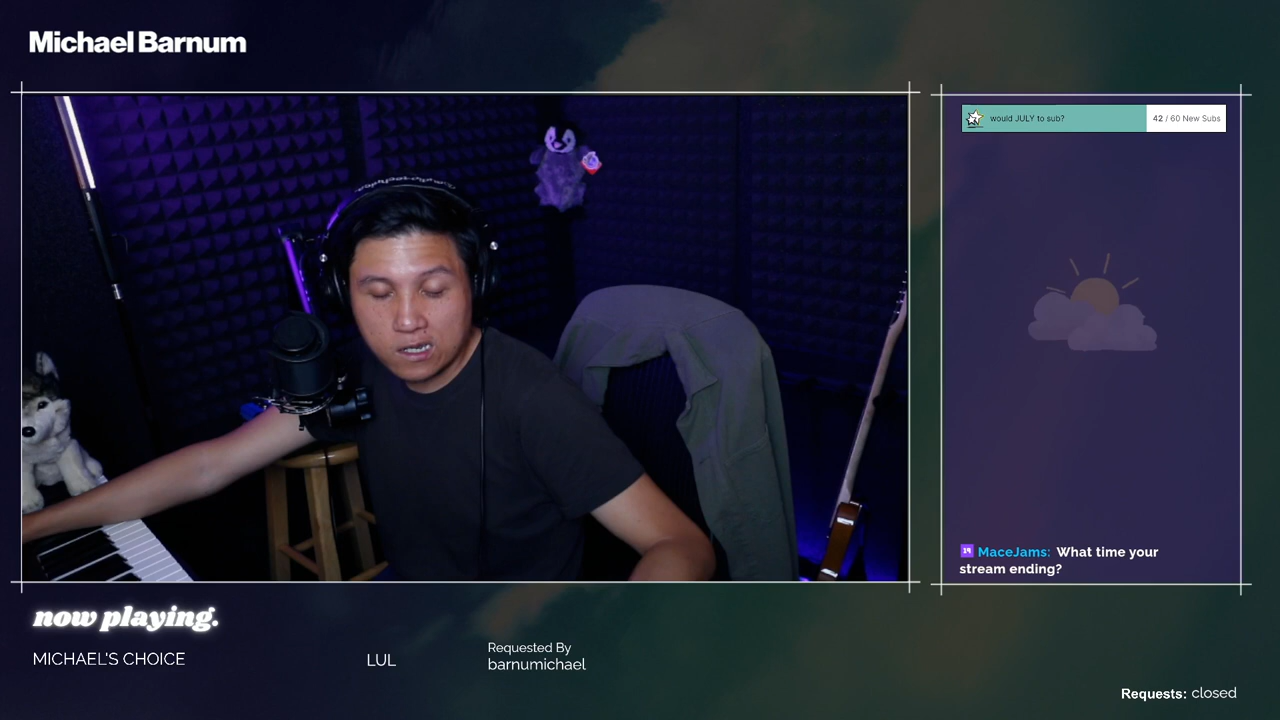 Michael Barnum
would JULY to sub?
42 / 60 New Subs
MaceJams: What time your
stream ending?
now playing.
MICHAEL'S CHOICE
LUL
Requested By
barnumichael
Requests: closed